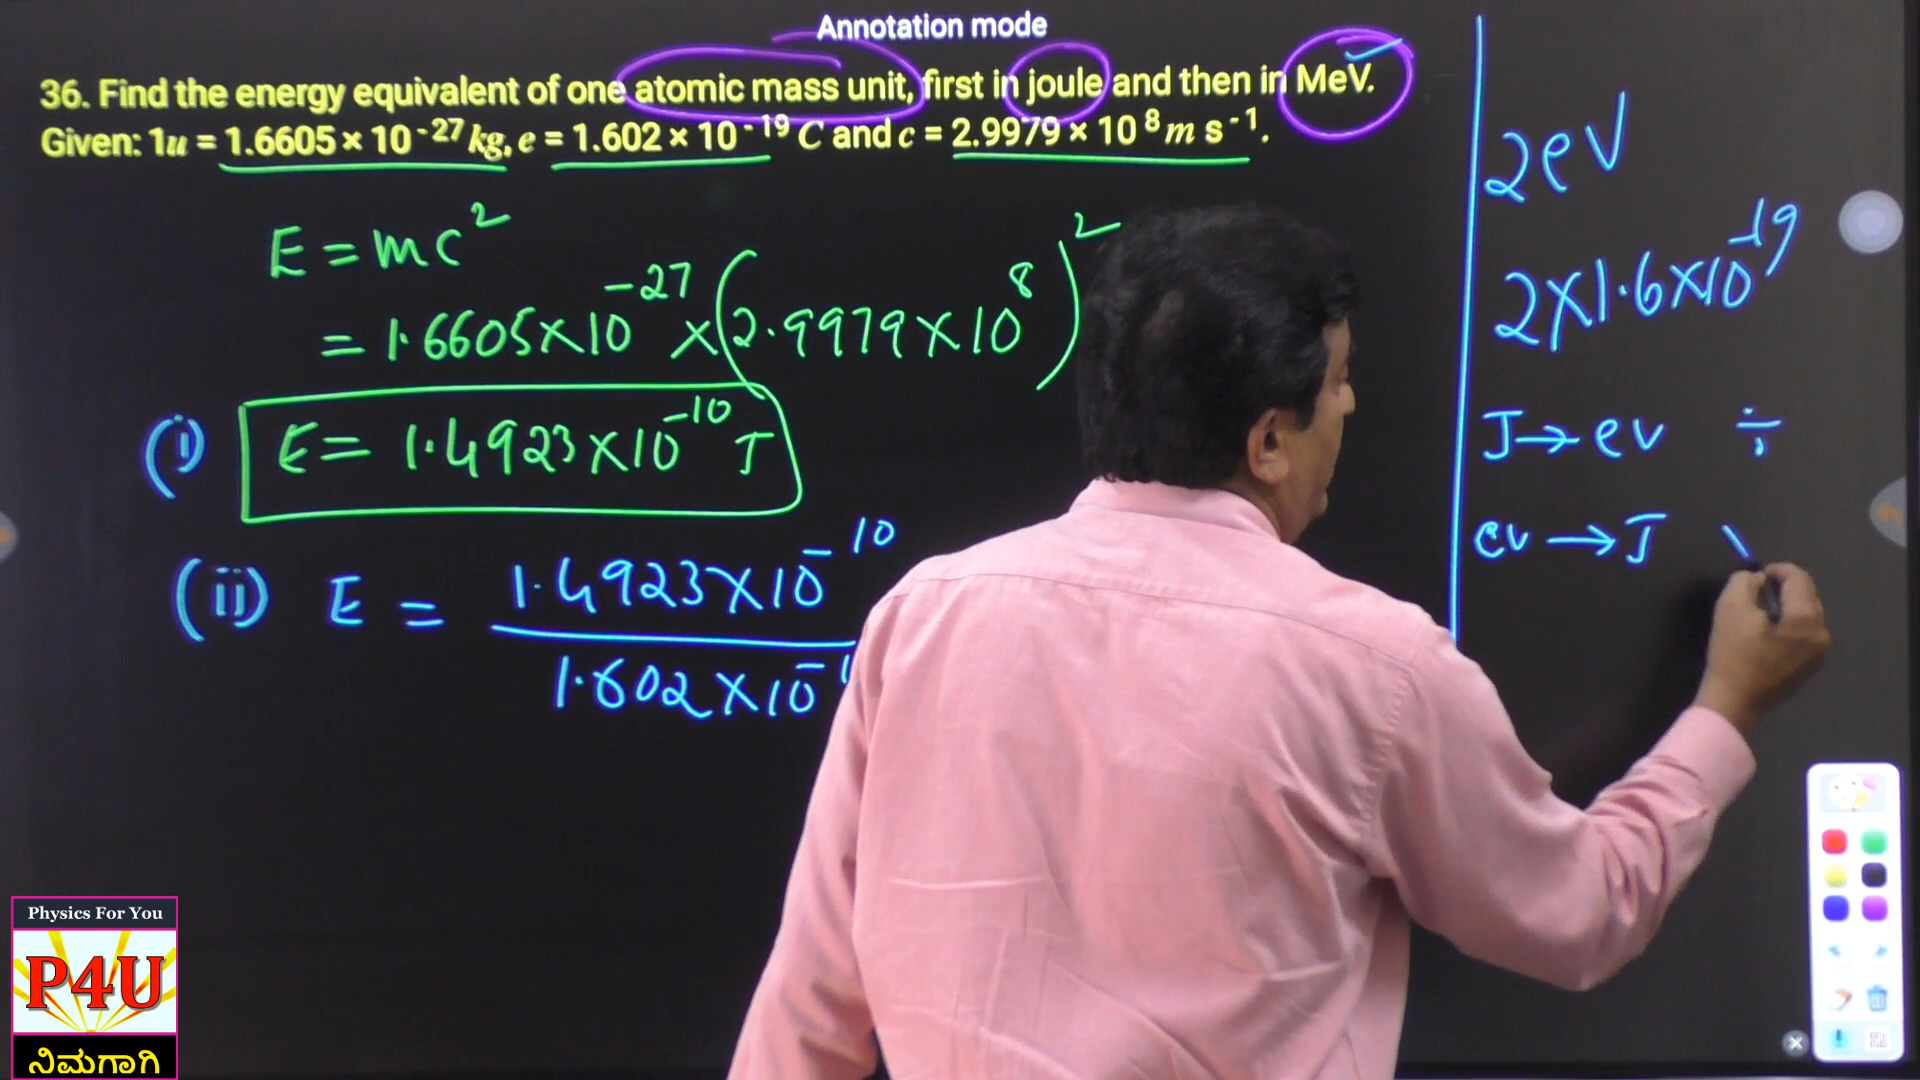 Annotation mode
36. Find the energy equivalent of one atomic mass unit, first in joule and then in MeV.
Given: 1u = 1.6605 × 10⁻²⁷ kg, e = 1.602 × 10⁻¹⁹ C and c = 2.9979 × 10⁸ m s⁻¹.
E = mc²
= 1.6605×10⁻²⁷ × (2.9979×10⁸)²
(i) E = 1.4923×10⁻¹⁰ J
(ii) E = 1.4923×10⁻¹⁰
1.602×10⁻¹
2eV
2×1.6×10⁻¹⁹
J→ev ÷
ev→J
Physics For You
P4U
ನಿಮಗಾಗಿ